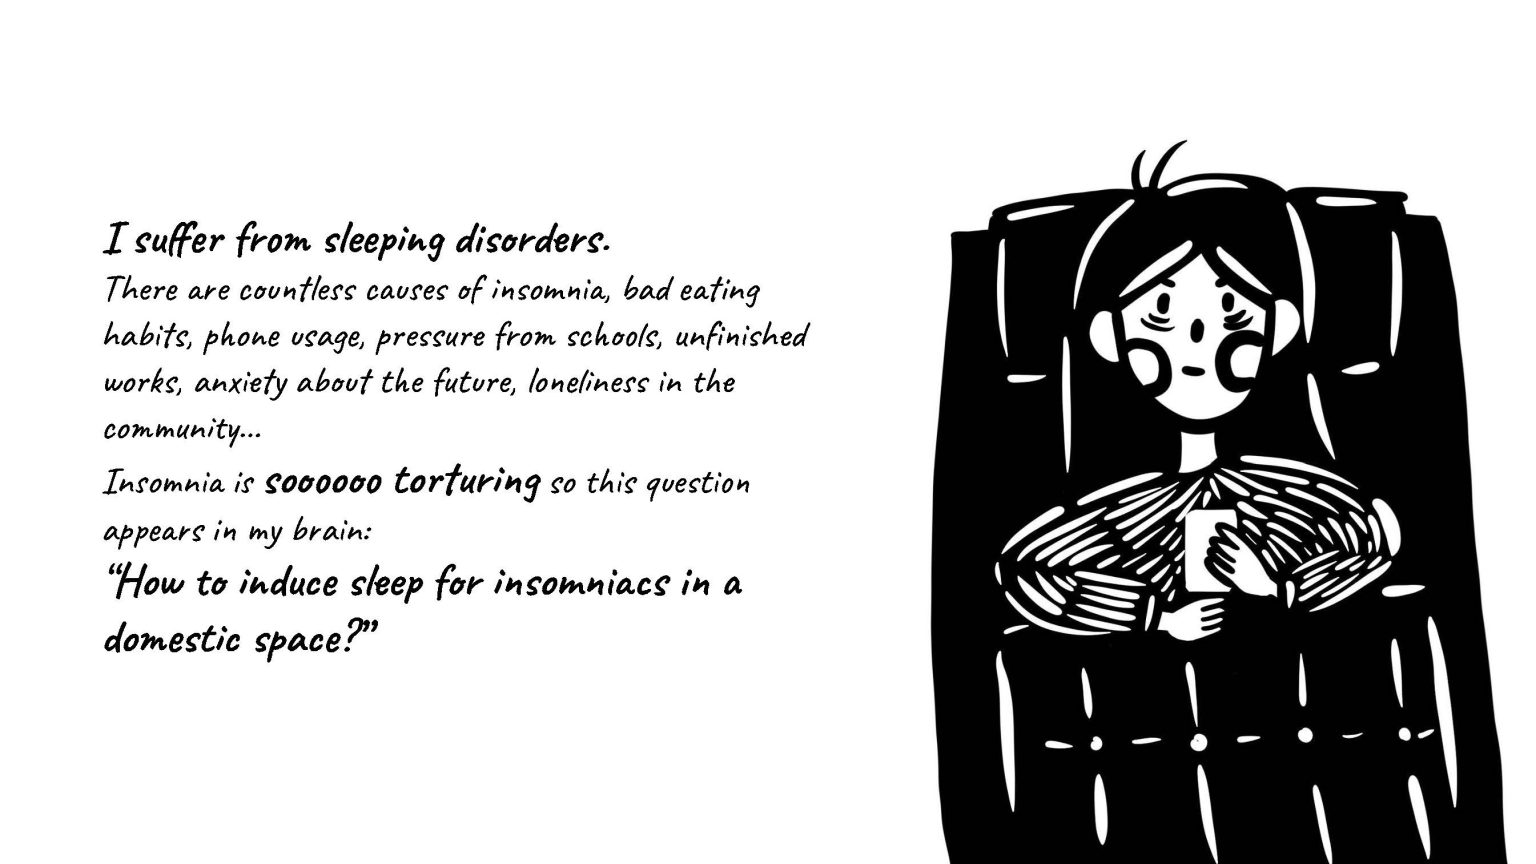 I suffer from sleeping disorders.
There are countless causes of insomnia, bad eating
habits, phone usage, pressure from schools, unfinished
works, anxiety about the future, loneliness in the
community...
Insomnia is soooooo torturing so this question
appears in my brain:
“How to induce sleep for insomniacs in a
domestic space?”